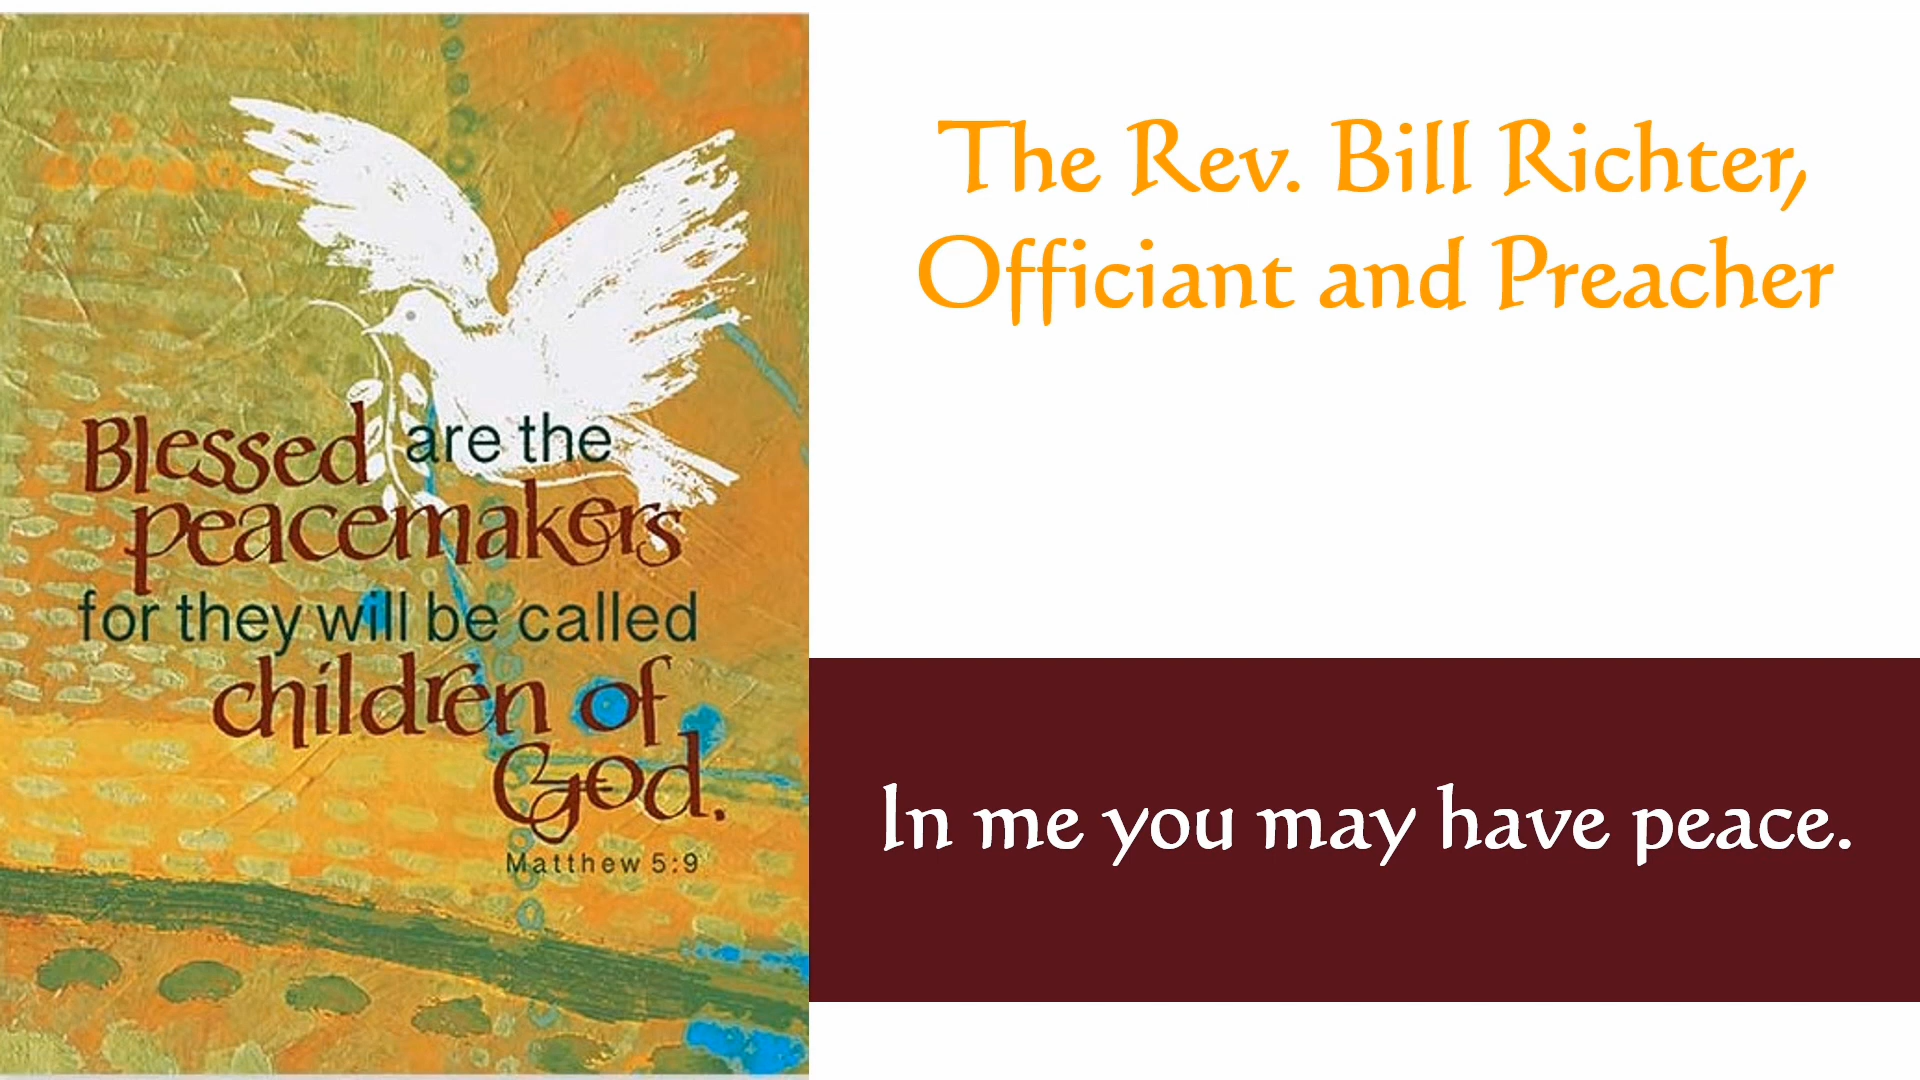 Blessed are the
peacemakers
for they will be called
children of
God.
Matthew 5:9
The Rev. Bill Richter,
Officiant and Preacher
In me you may have peace.